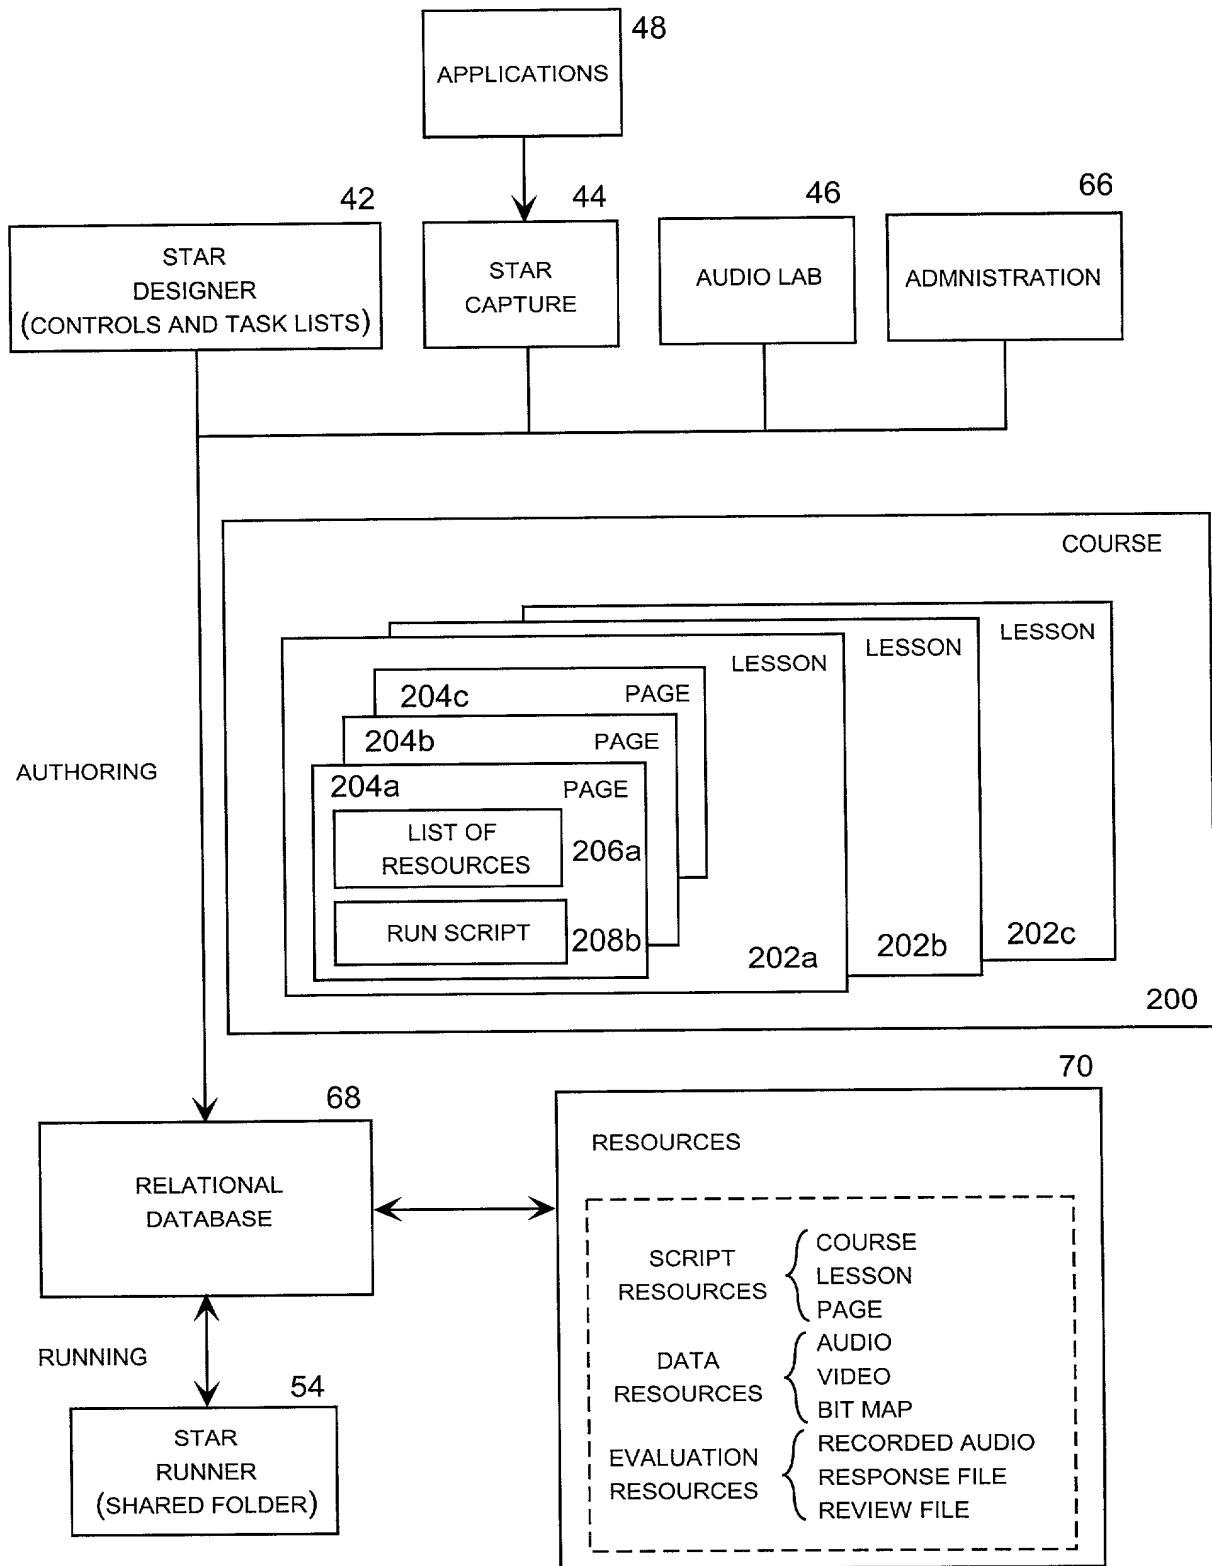 48
APPLICATIONS
42
44
46
66
STAR
DESIGNER
(CONTROLS AND TASK LISTS)
STAR
CAPTURE
AUDIO LAB
ADMNISTRATION
COURSE
LESSON
LESSON
LESSON
204c
PAGE
204b
PAGE
204a
PAGE
LIST OF
RESOURCES
206a
RUN SCRIPT
208b
202a
202b
202c
200
AUTHORING
68
RELATIONAL
DATABASE
70
RESOURCES
SCRIPT
RESOURCES
COURSE
LESSON
PAGE
DATA
RESOURCES
AUDIO
VIDEO
BIT MAP
EVALUATION
RESOURCES
RECORDED AUDIO
RESPONSE FILE
REVIEW FILE
RUNNING
54
STAR
RUNNER
(SHARED FOLDER)